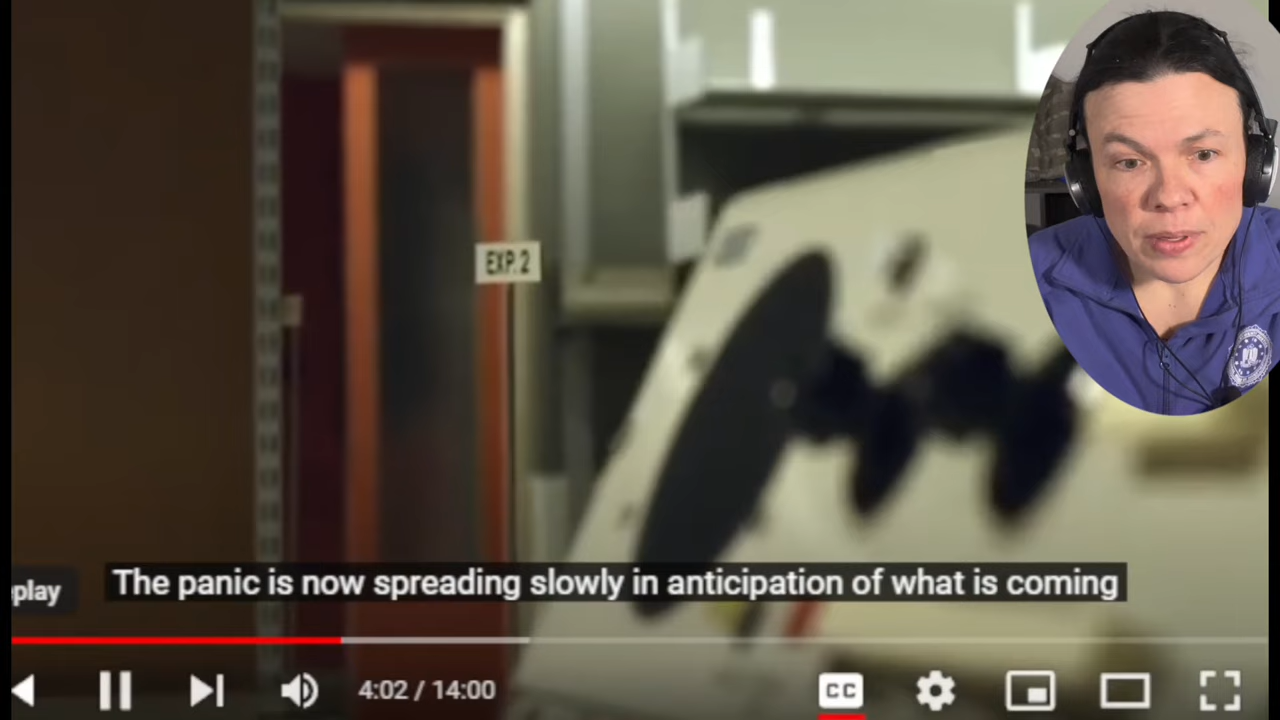 EXP.2
The panic is now spreading slowly in anticipation of what is coming
play
4:02 / 14:00
CC